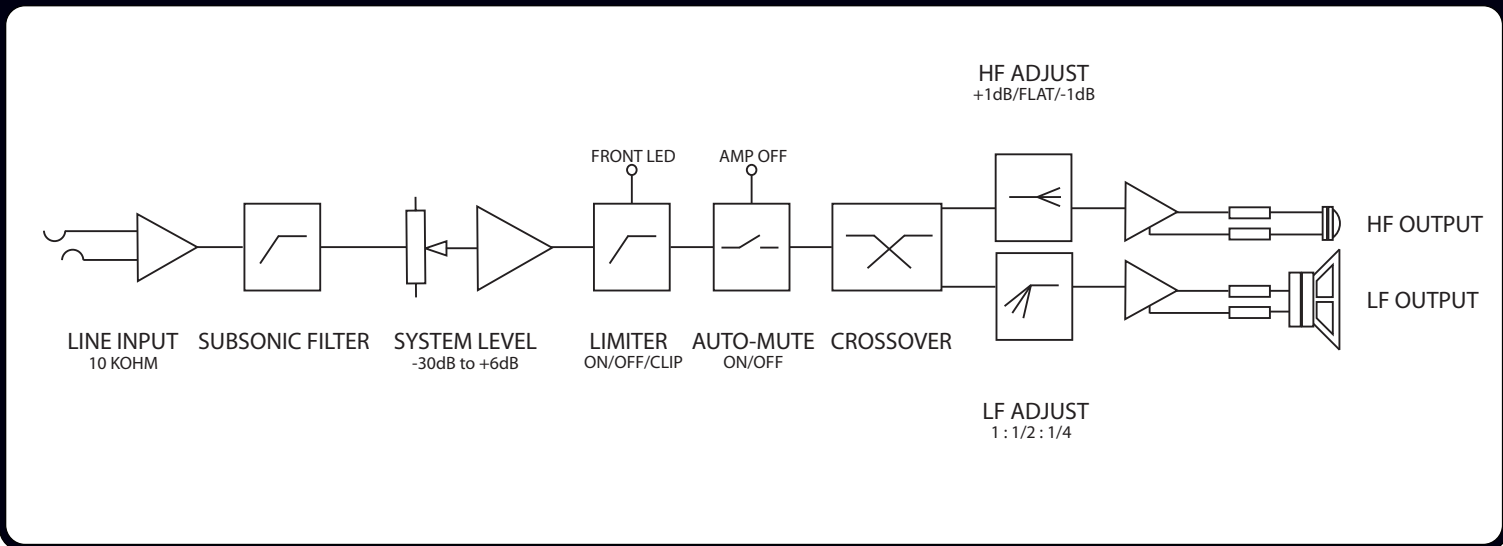 HF ADJUST
+1dB/FLAT/-1dB
FRONT LED
AMP OFF
HF OUTPUT
LF OUTPUT
LINE INPUT
10 KOHM
SUBSONIC FILTER
SYSTEM LEVEL
-30dB to +6dB
LIMITER
ON/OFF/CLIP
AUTO-MUTE
ON/OFF
CROSSOVER
LF ADJUST
1 : 1/2 : 1/4